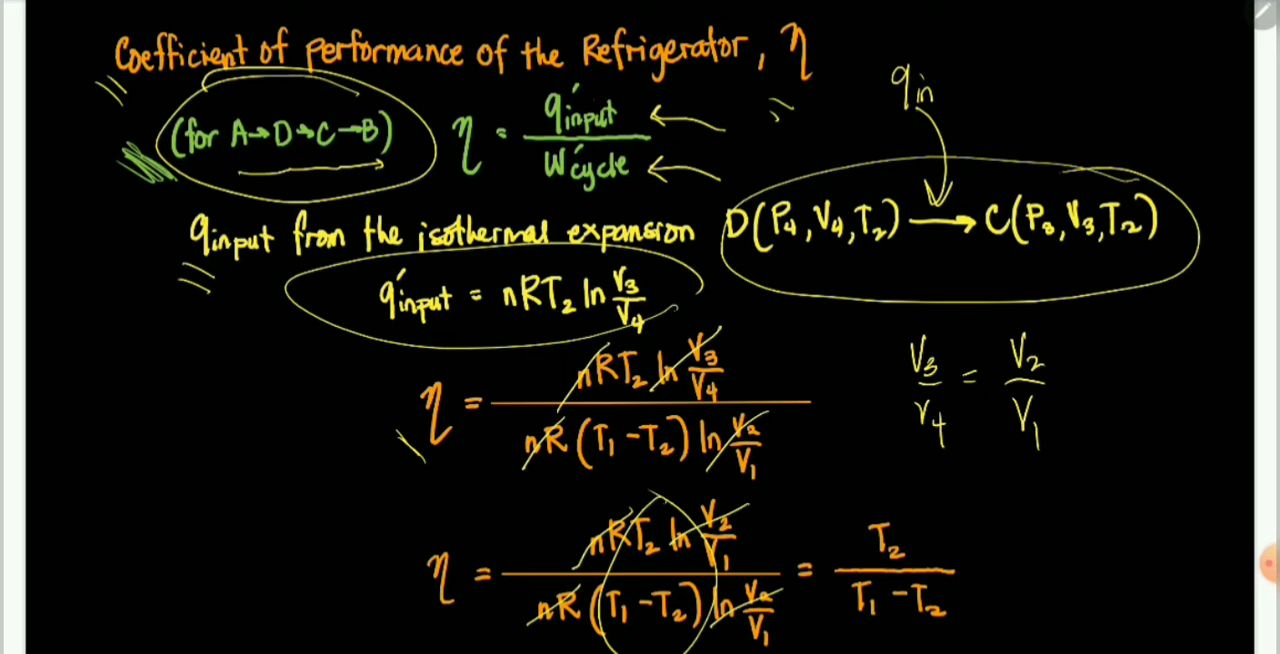 Coefficient of performance of the Refrigerator, η
qin
(for A→D→C→B) η = q'input / W'cycle
qinput from the isothermal expansion D(P4, V4, T2) → C(P3, V3, T2)
q'input = nRT2 ln V3/V4
η = nRT2 ln V3/V4 / nR(T1 - T2) ln V2/V1
V3/V4 = V2/V1
η = nRT2 ln V2/V1 / nR(T1 - T2) ln V2/V1 = T2 / T1 - T2